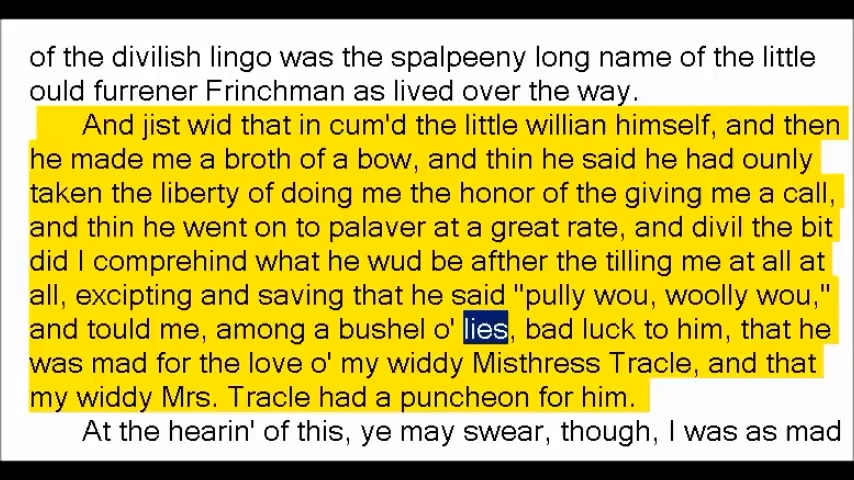 of the divilish lingo was the spalpeeny long name of the little
ould furrener Frinchman as lived over the way.
And jist wid that in cum'd the little willian himself, and then
he made me a broth of a bow, and thin he said he had ounly
taken the liberty of doing me the honor of the giving me a call,
and thin he went on to palaver at a great rate, and divil the bit
did I comprehind what he wud be afther the tilling me at all at
all, excipting and saving that he said "pully wou, woolly wou,"
and tould me, among a bushel o' lies, bad luck to him, that he
was mad for the love o' my widdy Misthress Tracle, and that
my widdy Mrs. Tracle had a puncheon for him.
At the hearin' of this, ye may swear, though, I was as mad